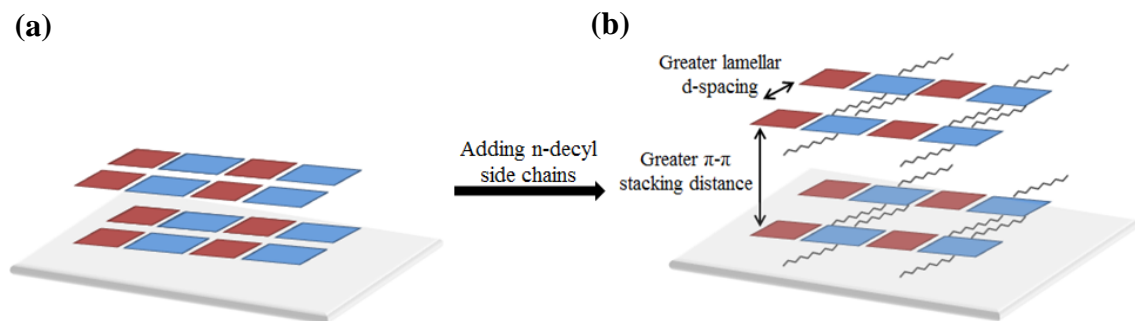 (a)
(b)
Greater lamellar
d-spacing
Adding n-decyl
side chains
Greater π-π
stacking distance